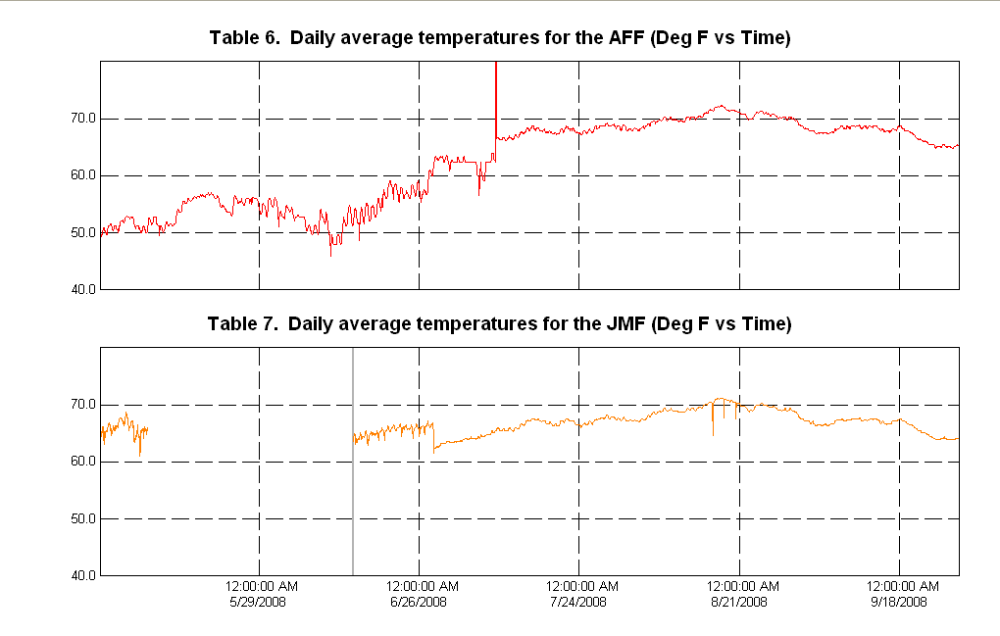 Table 6.  Daily average temperatures for the AFF (Deg F vs Time)
70.0
60.0
50.0
40.0
Table 7.  Daily average temperatures for the JMF (Deg F vs Time)
70.0
60.0
50.0
40.0
12:00:00 AM 12:00:00 AM 12:00:00 AM 12:00:00 AM 12:00:00 AM
5/29/2008 6/26/2008 7/24/2008 8/21/2008 9/18/2008